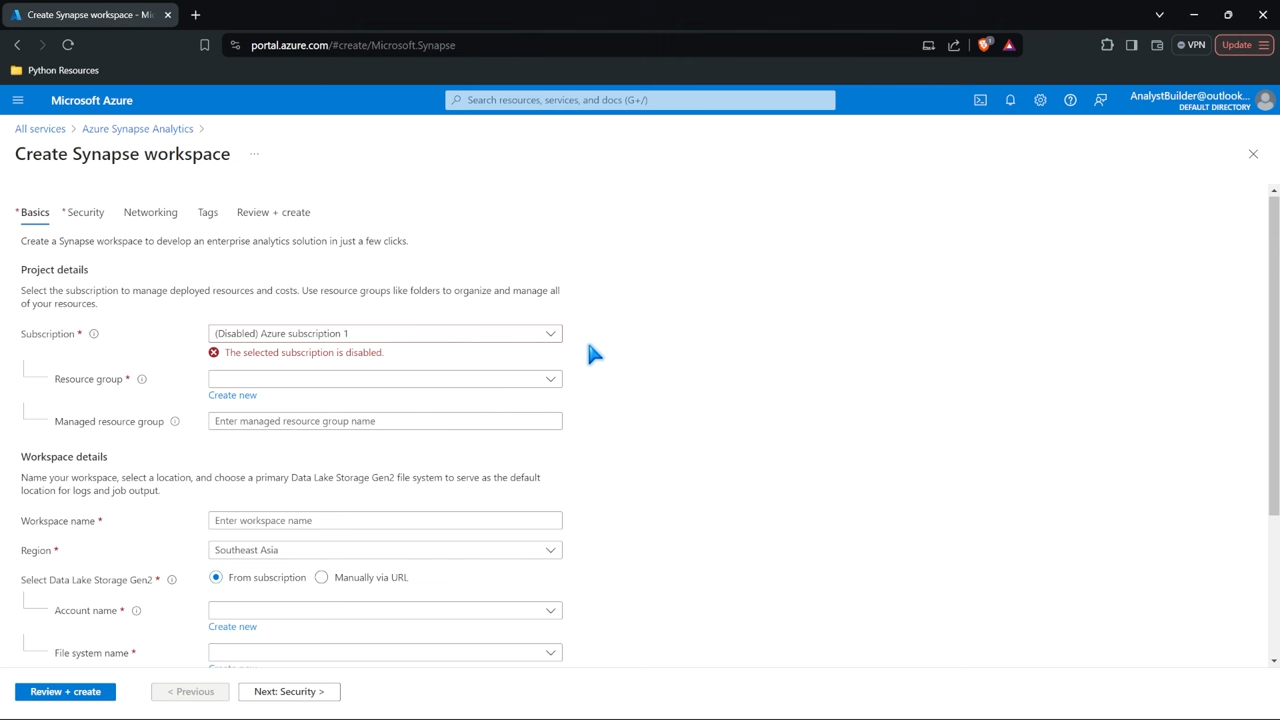 Create Synapse workspace - Mic
portal.azure.com/#create/Microsoft.Synapse
1
VPN
Update
Python Resources
Microsoft Azure
Search resources, services, and docs (G+/)
AnalystBuilder@outlook...
DEFAULT DIRECTORY
All services > Azure Synapse Analytics >
Create Synapse workspace ...
* Basics * Security Networking Tags Review + create
Create a Synapse workspace to develop an enterprise analytics solution in just a few clicks.
Project details
Select the subscription to manage deployed resources and costs. Use resource groups like folders to organize and manage all
of your resources.
Subscription * (Disabled) Azure subscription 1
The selected subscription is disabled.
Resource group *
Create new
Managed resource group Enter managed resource group name
Workspace details
Name your workspace, select a location, and choose a primary Data Lake Storage Gen2 file system to serve as the default
location for logs and job output.
Workspace name * Enter workspace name
Region * Southeast Asia
Select Data Lake Storage Gen2 * From subscription Manually via URL
Account name *
Create new
File system name *
Review + create < Previous Next: Security >